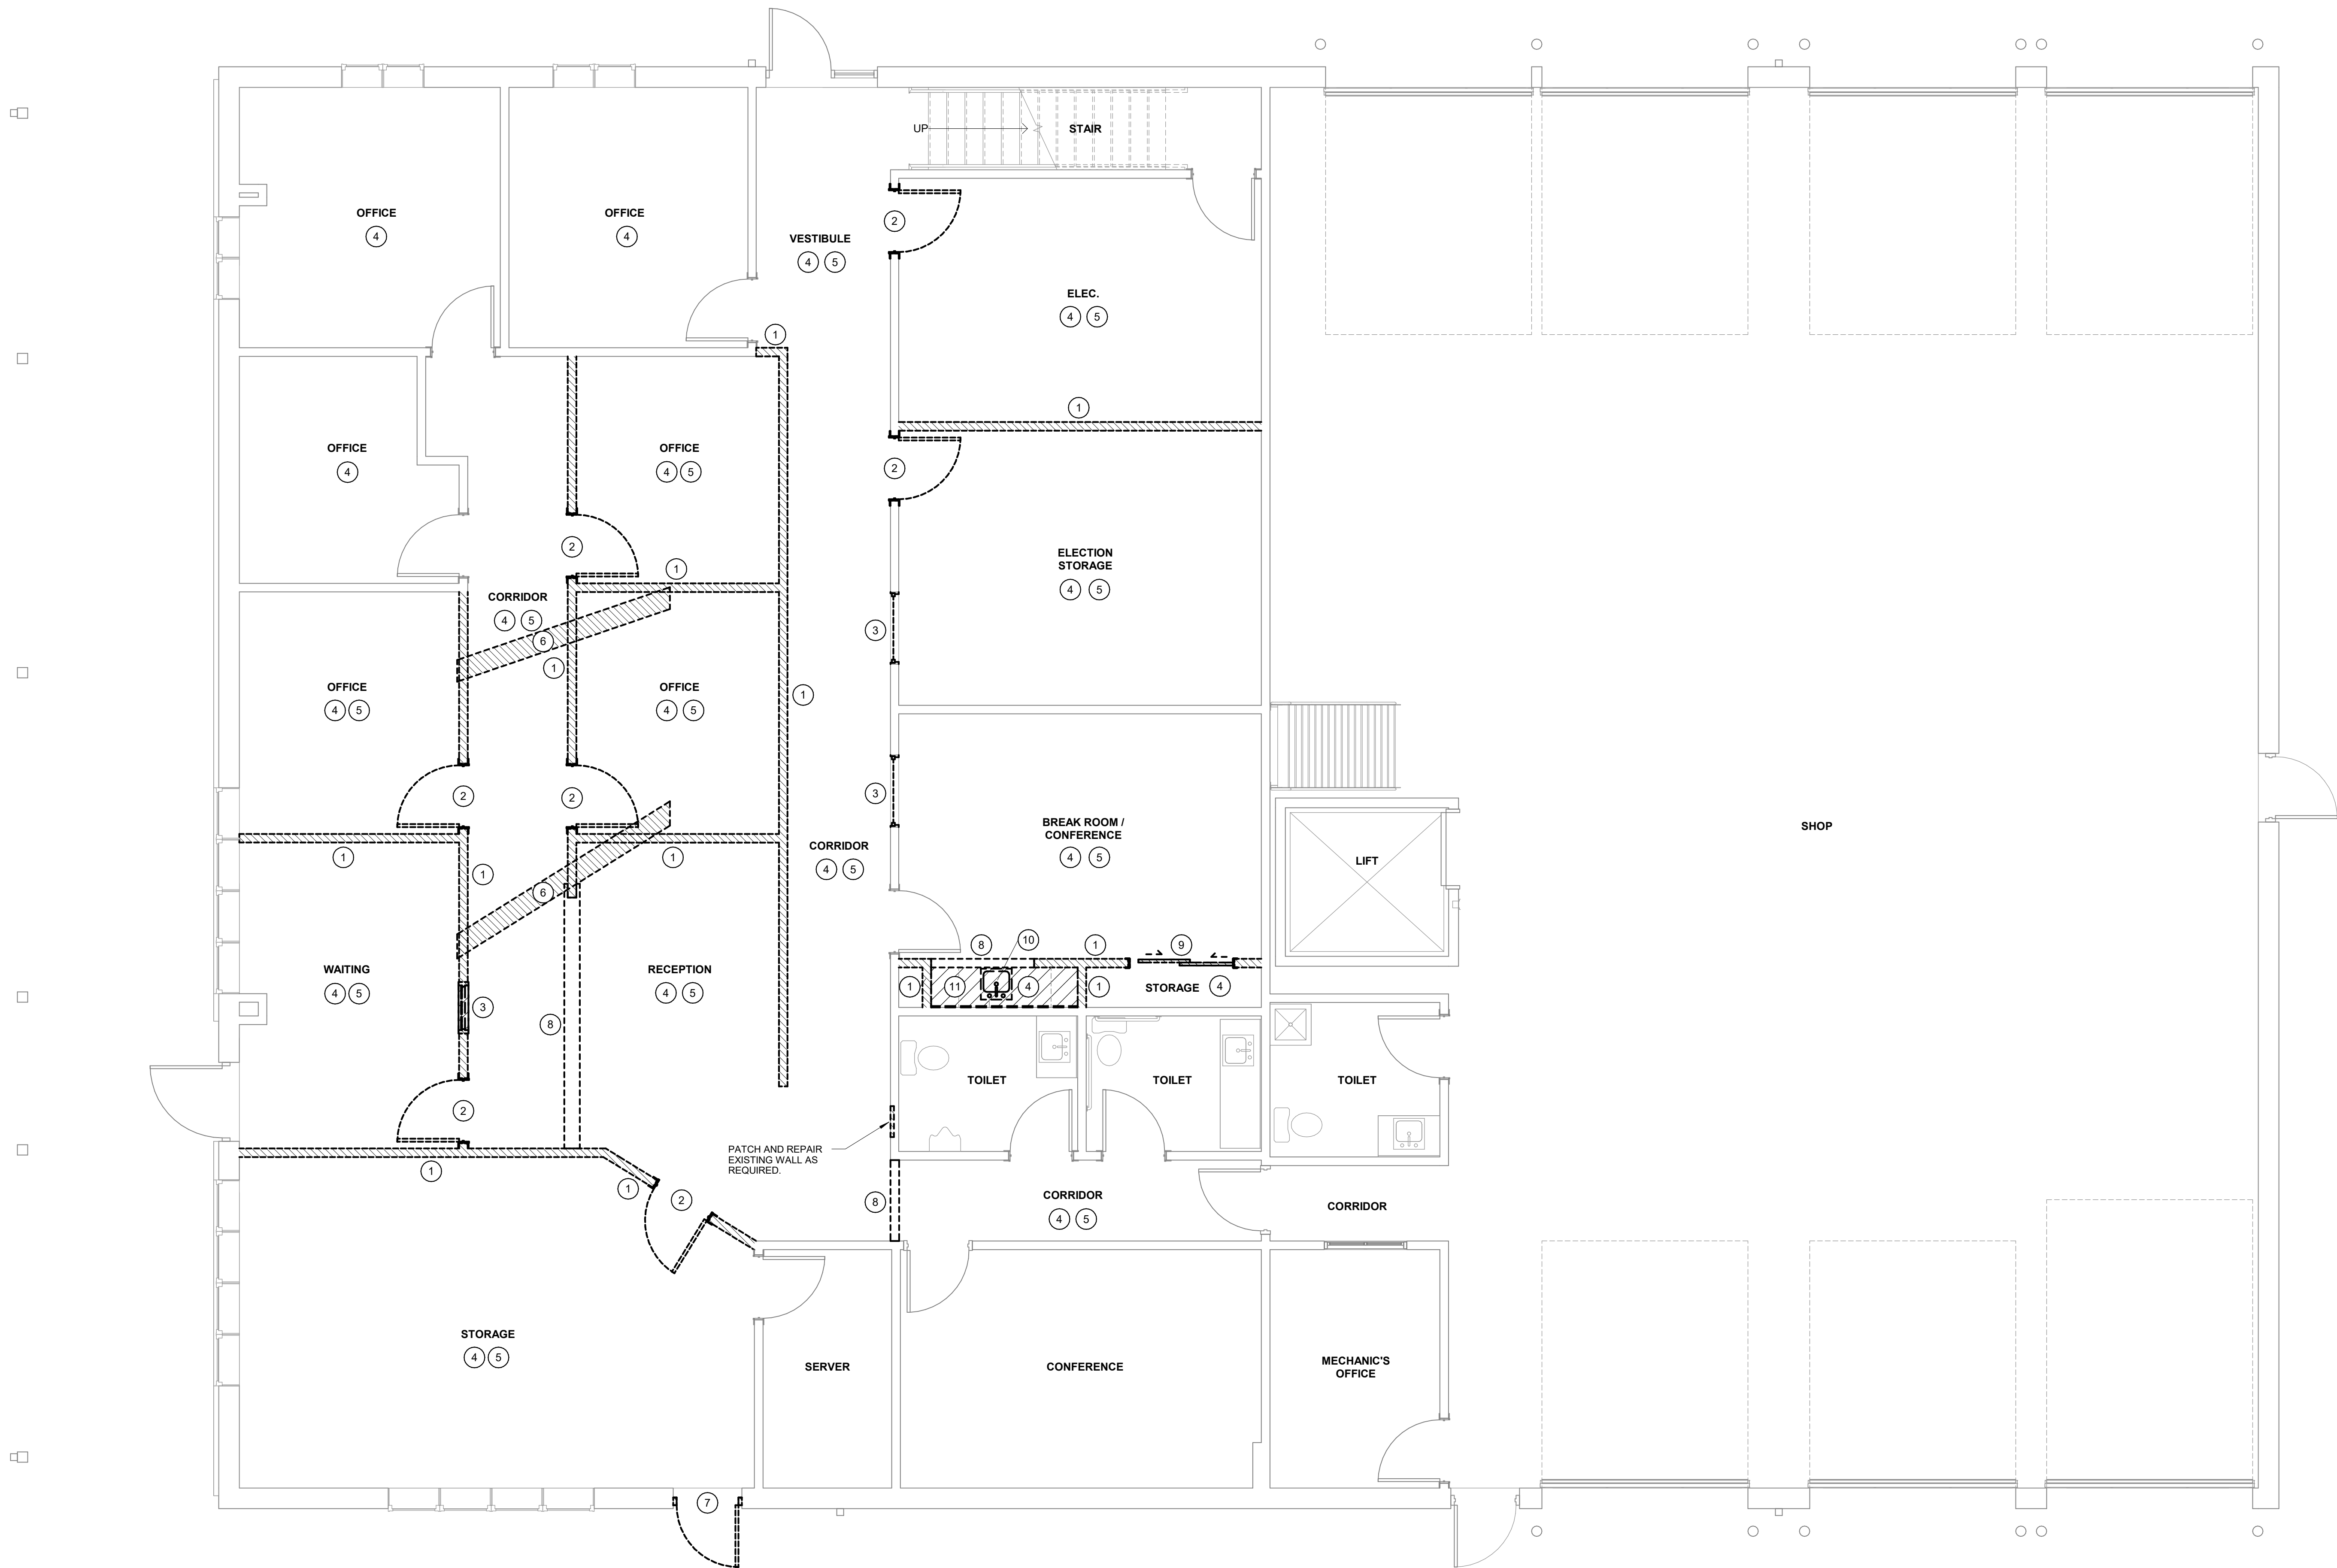 UP
STAIR
OFFICE
4
OFFICE
4
VESTIBULE
4 5
2
ELEC.
4 5
1
1
OFFICE
4
OFFICE
4 5
2
2
ELECTION
STORAGE
4 5
1
CORRIDOR
4 5
6
1
3
OFFICE
4 5
OFFICE
4 5
1
2
2
3
BREAK ROOM /
CONFERENCE
4 5
SHOP
1
1
1
CORRIDOR
4 5
LIFT
6
8
10
1
9
WAITING
4 5
RECEPTION
4 5
3
8
1
11
4
1
STORAGE
4
TOILET
TOILET
TOILET
2
PATCH AND REPAIR
EXISTING WALL AS
REQUIRED.
1
1
2
8
CORRIDOR
4 5
CORRIDOR
STORAGE
4 5
SERVER
CONFERENCE
MECHANIC'S
OFFICE
7